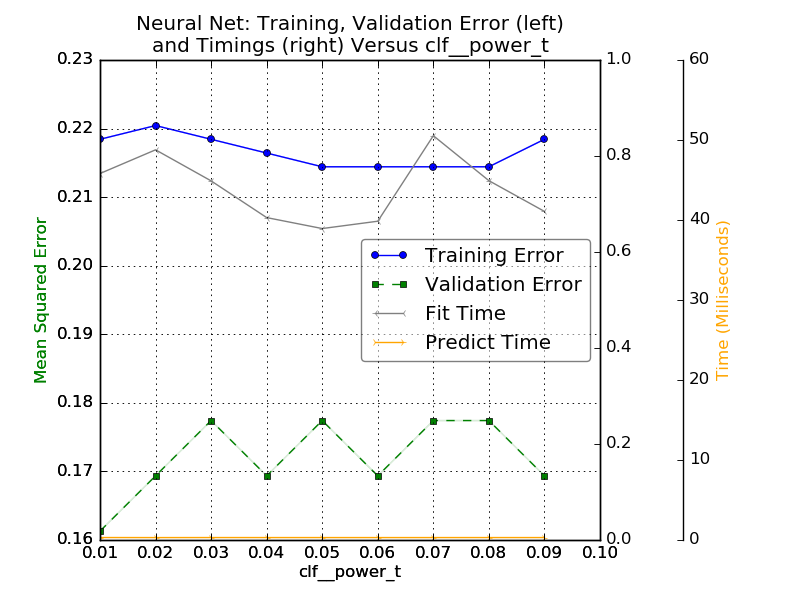 Neural Net: Training, Validation Error (left)
and Timings (right) Versus clf__power_t
0.23
0.22
0.21
0.20
0.19
0.18
0.17
0.16
Mean Squared Error
1.0
0.8
0.6
0.4
0.2
0.0
60
50
40
30
20
10
0
Time (Milliseconds)
Training Error
Validation Error
Fit Time
Predict Time
0.01 0.02 0.03 0.04 0.05 0.06 0.07 0.08 0.09 0.10
clf__power_t